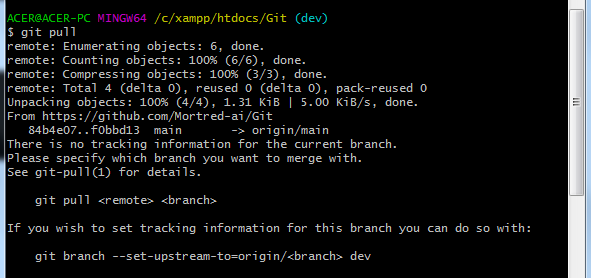 ACER@ACER-PC MINGW64 /c/xampp/htdocs/Git (dev)
$ git pull
remote: Enumerating objects: 6, done.
remote: Counting objects: 100% (6/6), done.
remote: Compressing objects: 100% (3/3), done.
remote: Total 4 (delta 0), reused 0 (delta 0), pack-reused 0
Unpacking objects: 100% (4/4), 1.31 KiB | 5.00 KiB/s, done.
From https://github.com/Mortred-ai/Git
   84b4e07..f0bbd13  main       -> origin/main
There is no tracking information for the current branch.
Please specify which branch you want to merge with.
See git-pull(1) for details.
    git pull <remote> <branch>
If you wish to set tracking information for this branch you can do so with:
    git branch --set-upstream-to=origin/<branch> dev